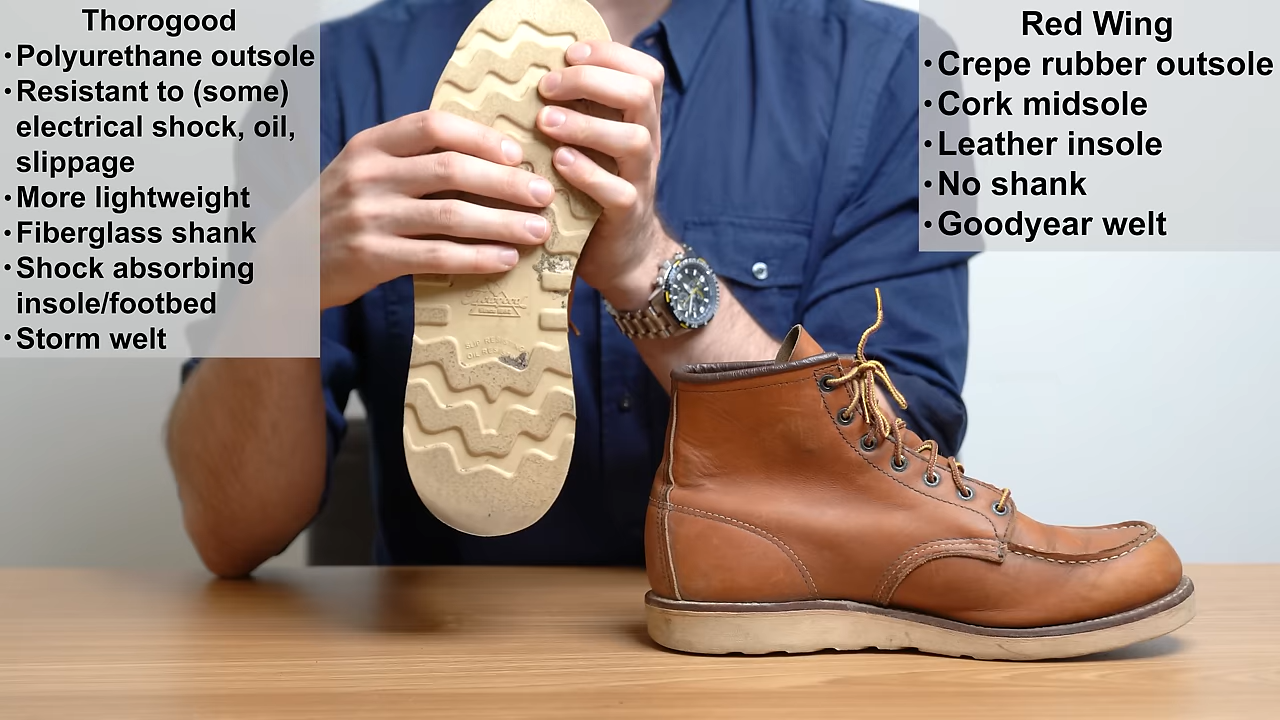 Thorogood
•Polyurethane outsole
•Resistant to (some)
electrical shock, oil,
slippage
•More lightweight
•Fiberglass shank
•Shock absorbing
insole/footbed
•Storm welt
Red Wing
•Crepe rubber outsole
•Cork midsole
•Leather insole
•No shank
•Goodyear welt